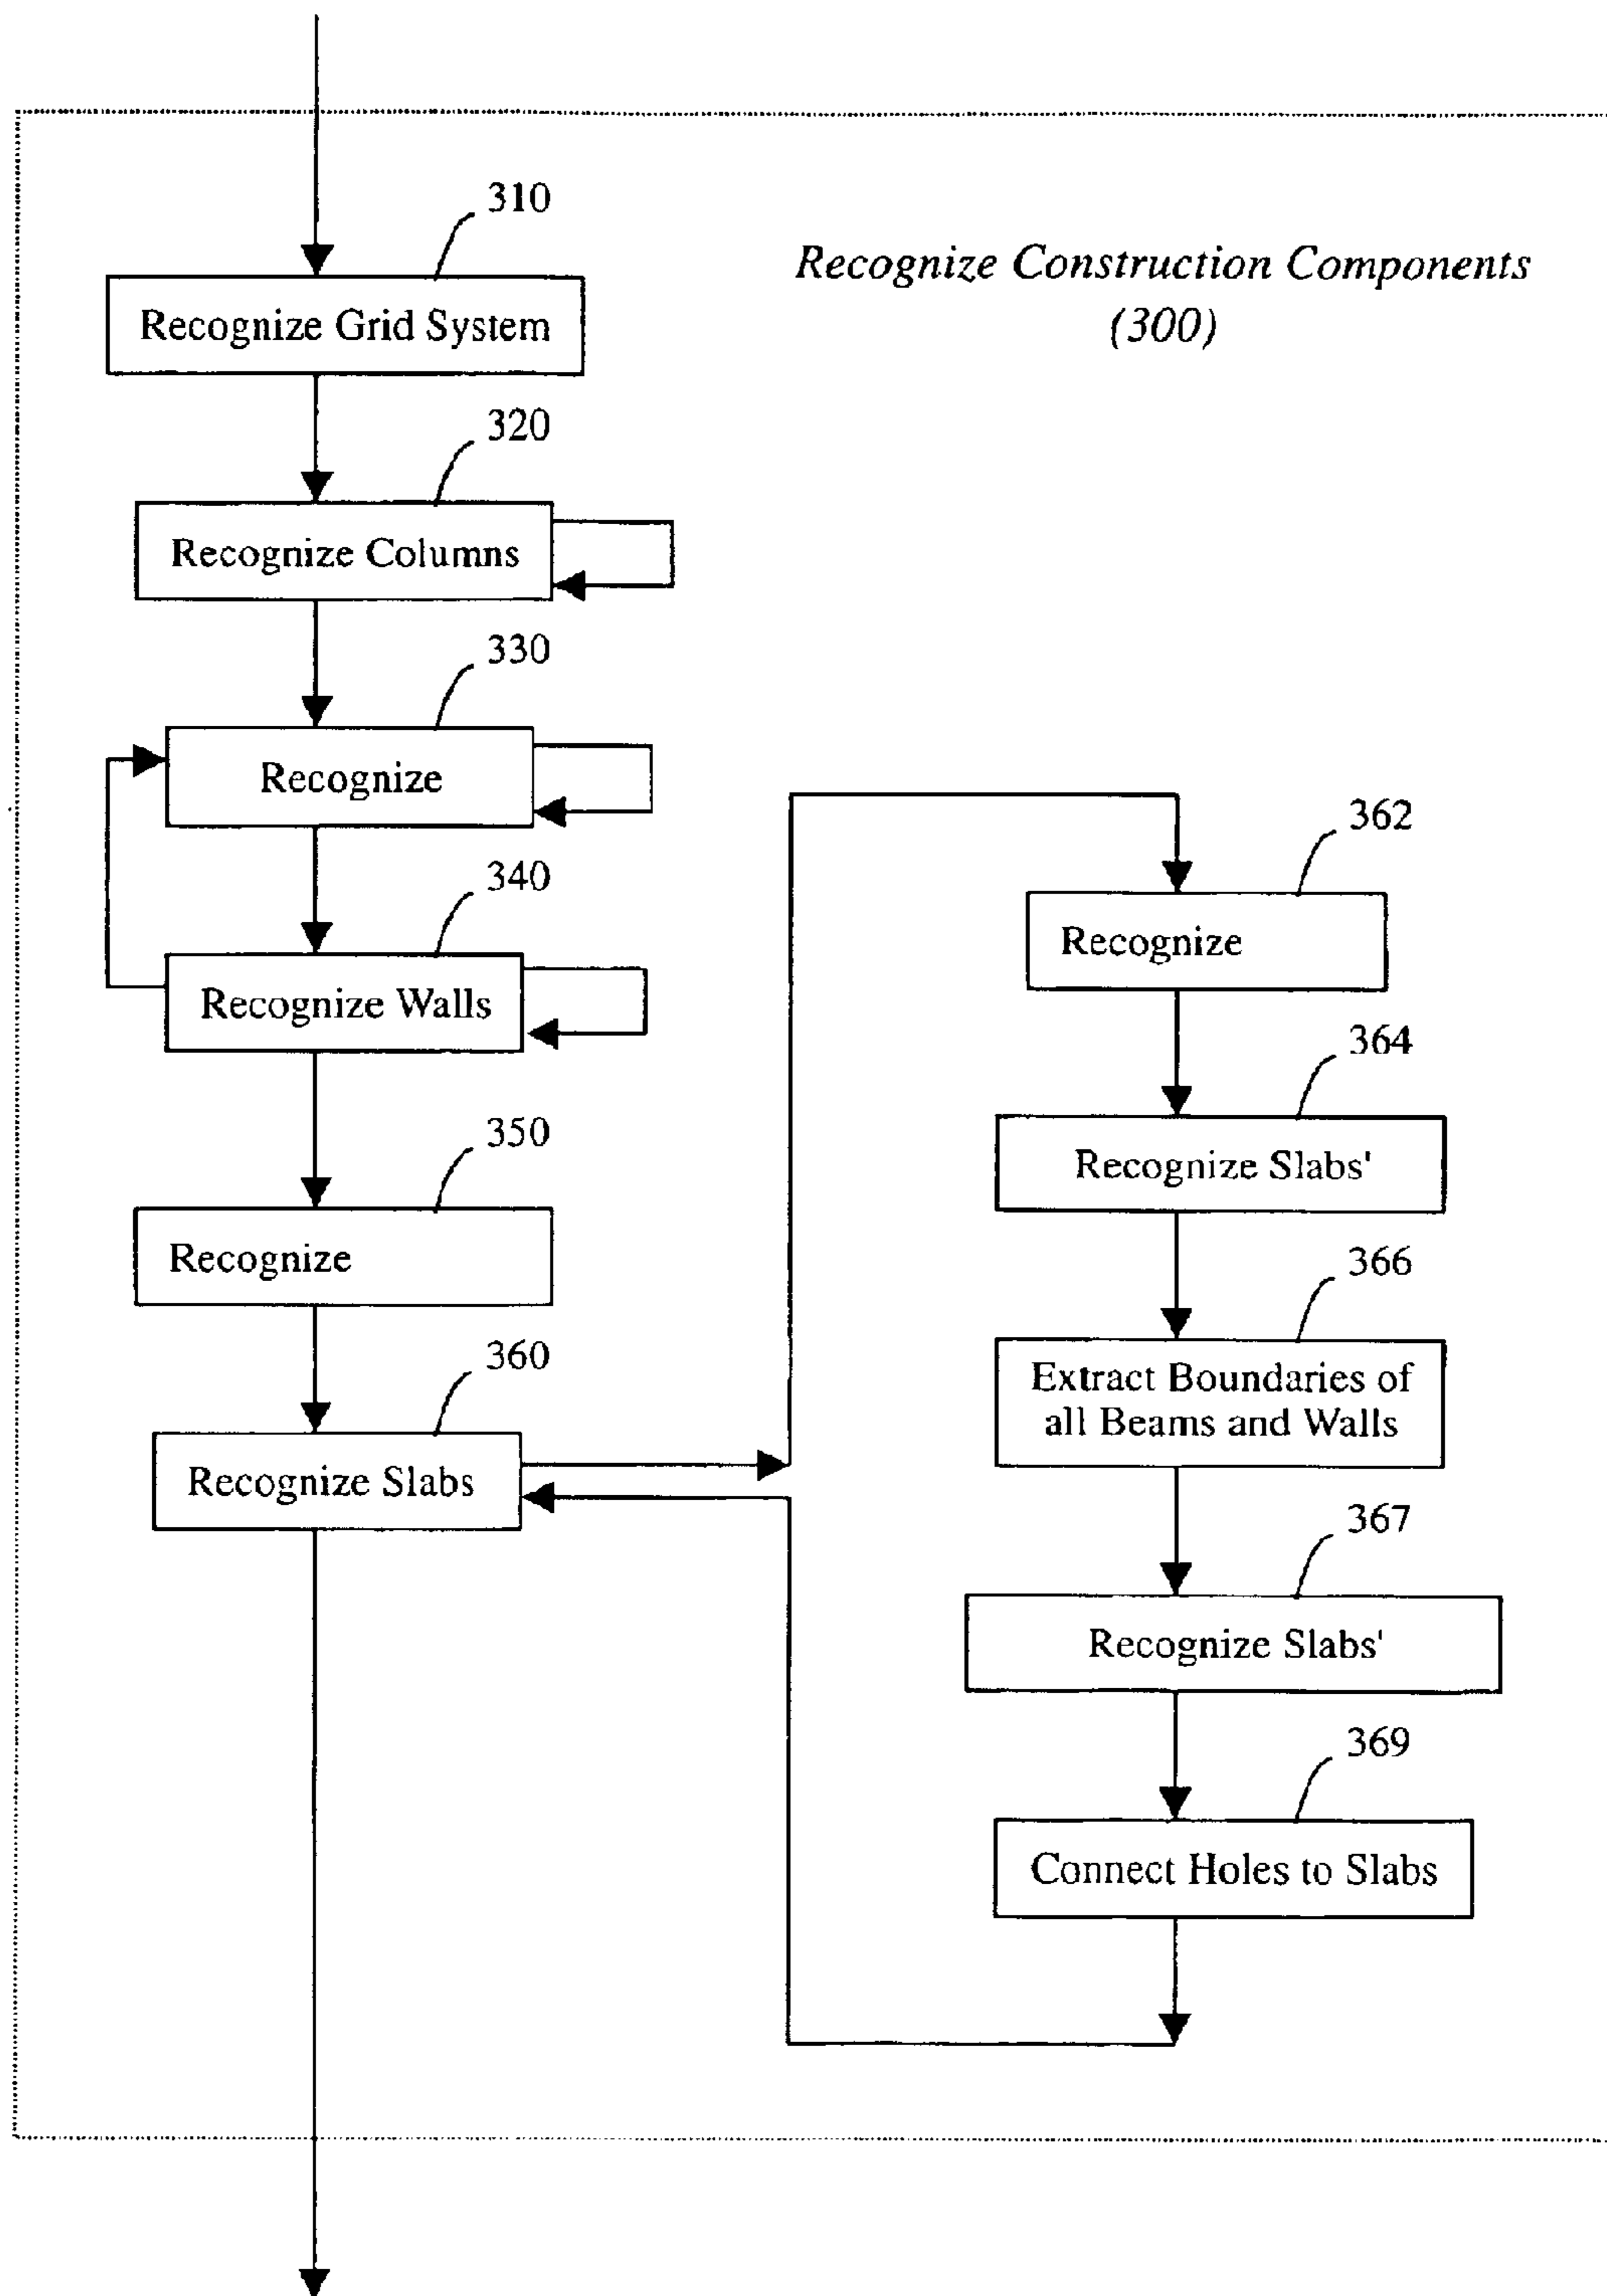 Recognize Construction Components
(300)
310
Recognize Grid System
320
Recognize Columns
330
Recognize
340
Recognize Walls
350
Recognize
360
Recognize Slabs
362
Recognize
364
Recognize Slabs'
366
Extract Boundaries of
all Beams and Walls
367
Recognize Slabs'
369
Connect Holes to Slabs